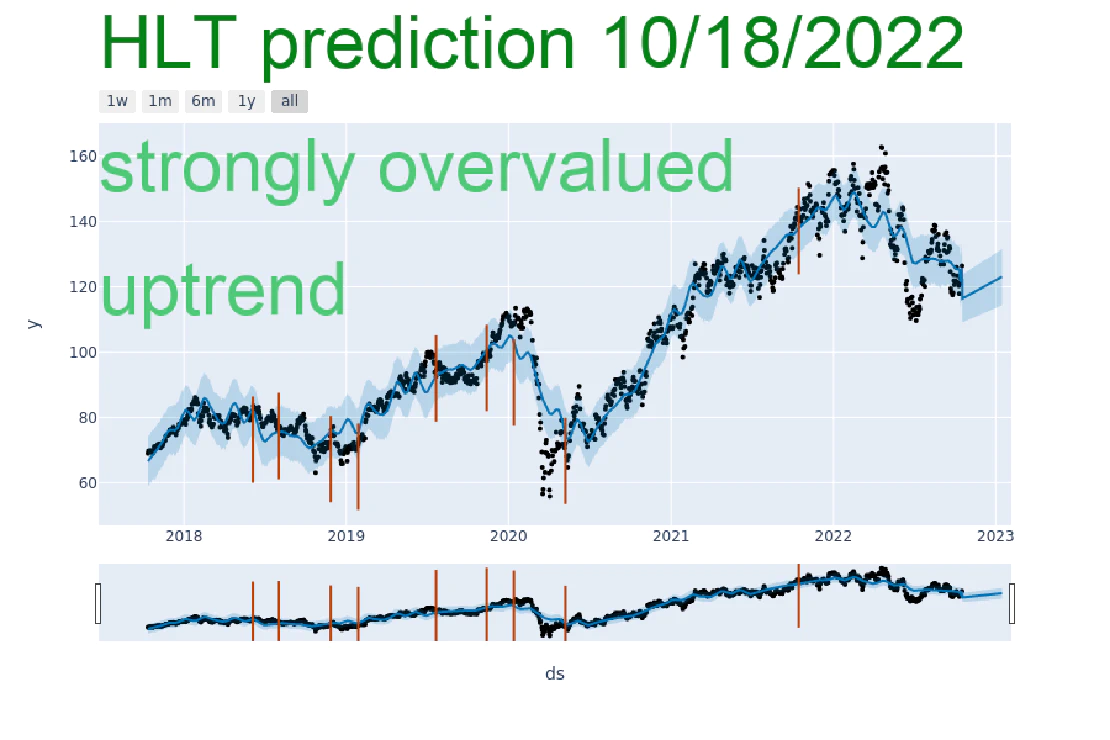 HLT prediction 10/18/2022
1w 1m 6m 1y all
strongly overvalued
uptrend
160
140
120
100
80
60
y
2018 2019 2020 2021 2022 2023
ds